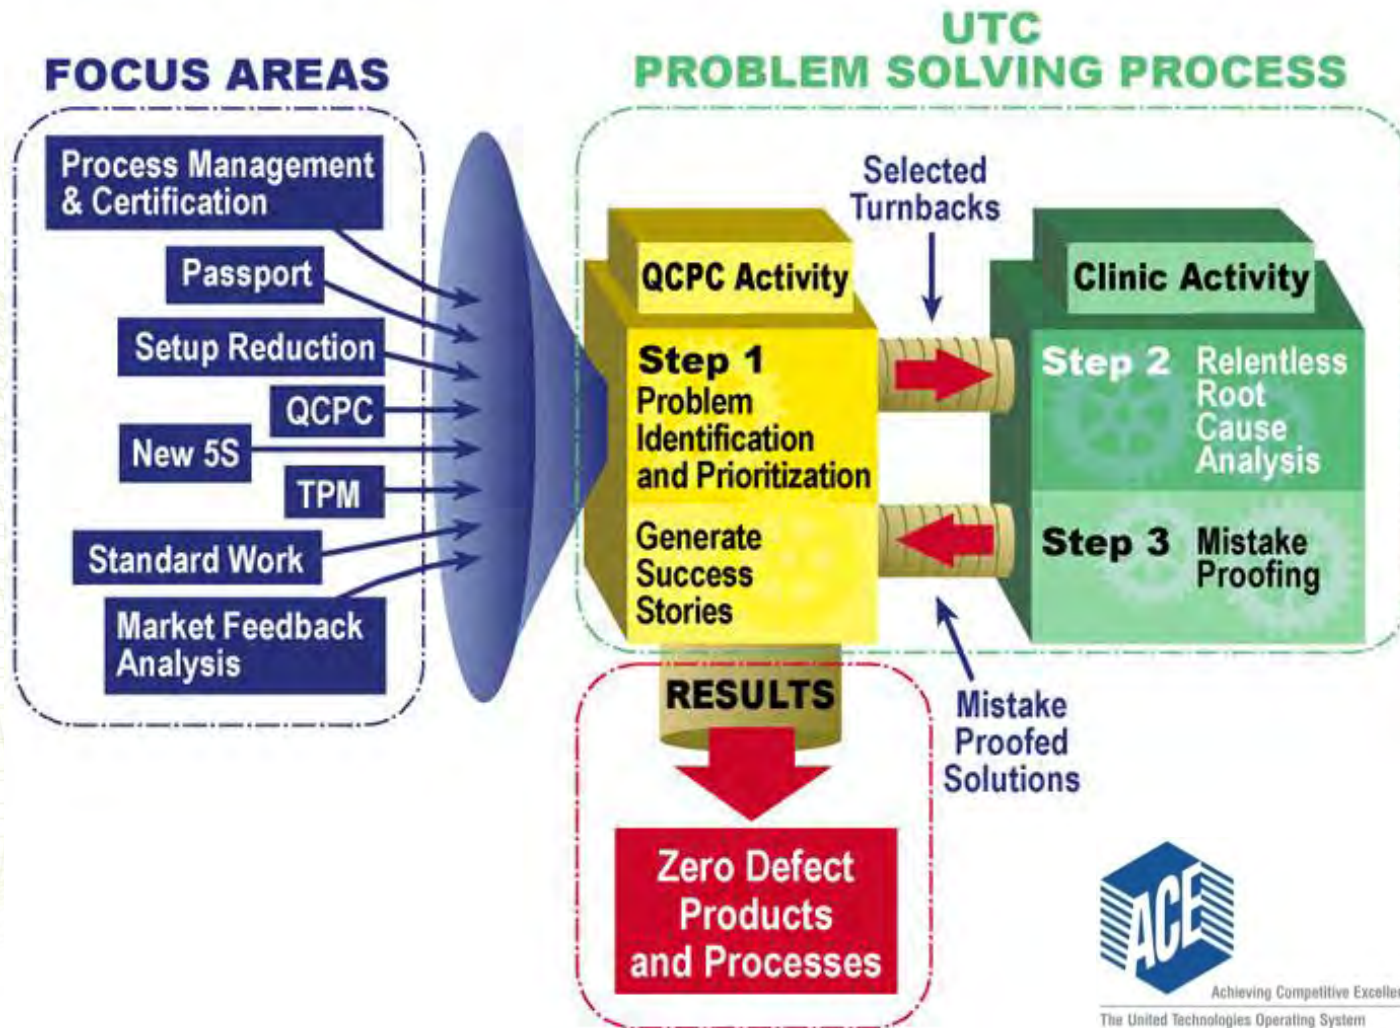 FOCUS AREAS
Process Management
& Certification
Passport
Setup Reduction
QCPC
New 5S
TPM
Standard Work
Market Feedback
Analysis
UTC
PROBLEM SOLVING PROCESS
Selected
Turnbacks
QCPC Activity
Step 1
Problem
Identification
and Prioritization
Generate
Success
Stories
Clinic Activity
Step 2 Relentless
Root
Cause
Analysis
Step 3 Mistake
Proofing
Mistake
Proofed
Solutions
RESULTS
Zero Defect
Products
and Processes
ACE
Achieving Competitive Excellen
The United Technologies Operating System